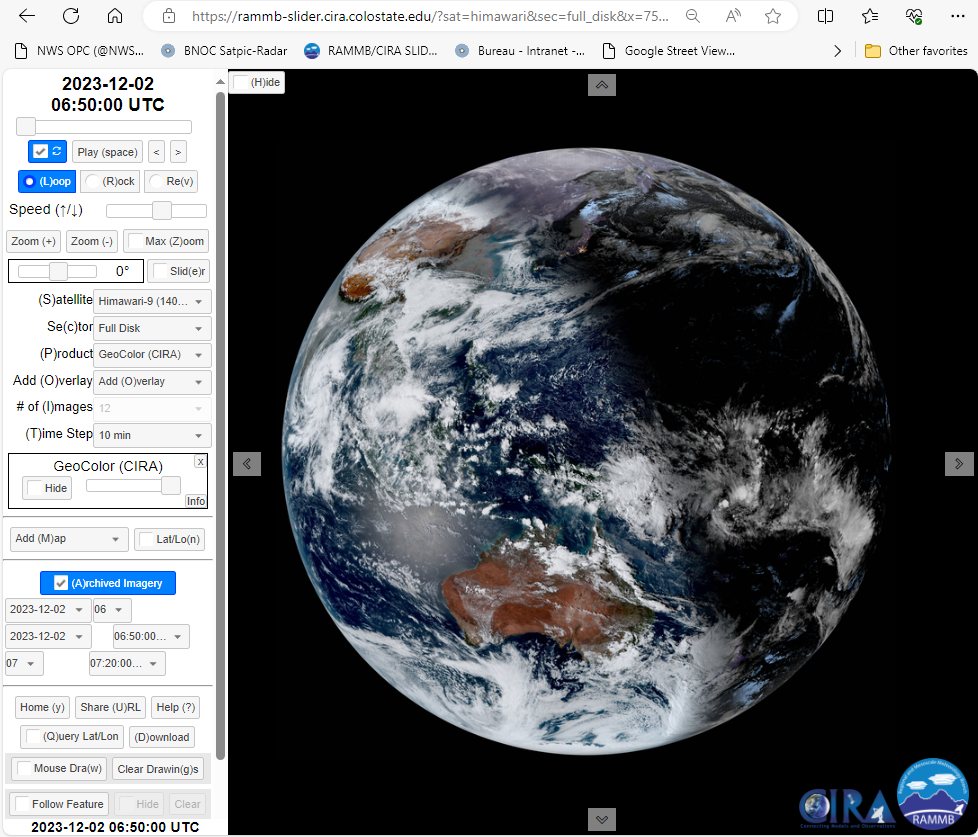 https://rammb-slider.cira.colostate.edu/?sat=himawari&sec=full_disk&x=75...
NWS OPC (@NWS... BNOC Satpic-Radar RAMMB/CIRA SLID... Bureau - Intranet -... Google Street View... Other favorites
2023-12-02
06:50:00 UTC
(H)ide
Play (space) < >
(L)oop (R)ock Re(v)
Speed (↑/↓)
Zoom (+) Zoom (-) Max (Z)oom
0° Slid(e)r
(S)atellite Himawari-9 (140...
Se(c)tor Full Disk
(P)roduct GeoColor (CIRA)
Add (O)verlay Add (O)verlay
# of (I)mages 12
(T)ime Step 10 min
GeoColor (CIRA) X
Hide
Info
Add (M)ap Lat/Lo(n)
(A)rchived Imagery
2023-12-02 06
2023-12-02 06:50:00...
07 07:20:00...
Home (y) Share (U)RL Help (?)
(Q)uery Lat/Lon (D)ownload
Mouse Dra(w) Clear Drawin(g)s
Follow Feature Hide Clear
2023-12-02 06:50:00 UTC
CIRA
RAMMB